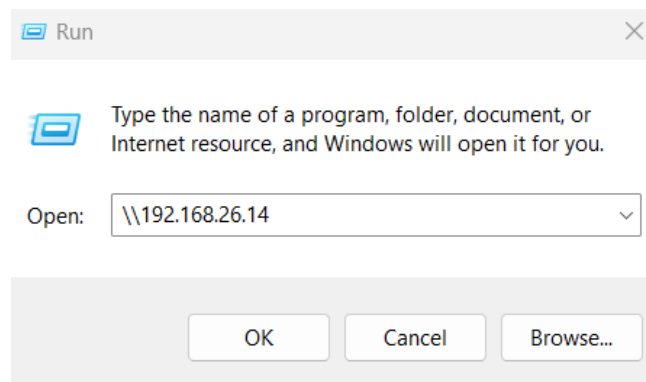 Run
Type the name of a program, folder, document, or
Internet resource, and Windows will open it for you.
Open: \\192.168.26.14
OK Cancel Browse...